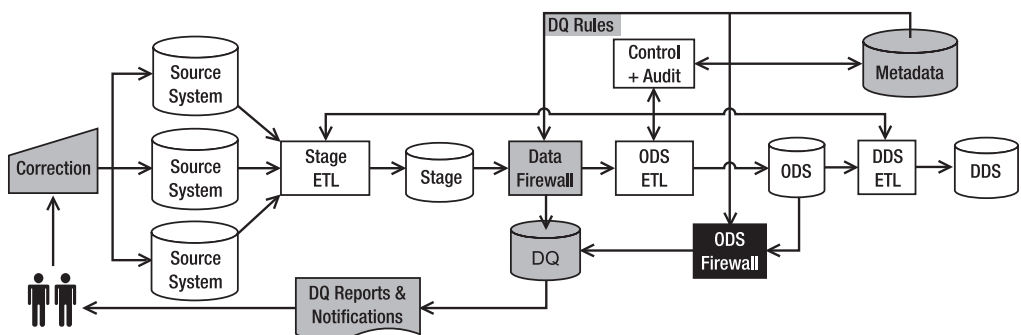 DQ Rules
Control
+ Audit
Metadata
Source
System
Correction
Source
System
Source
System
Stage
ETL
Stage
Data
Firewall
ODS
ETL
ODS
DDS
ETL
DDS
DQ
ODS
Firewall
DQ Reports &
Notifications